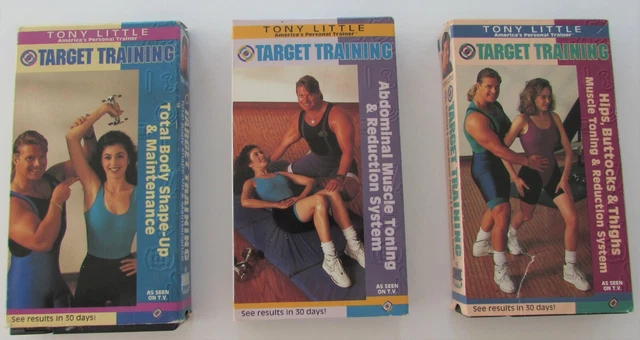 TONY LITTLE
America's Personal Trainer
TARGET TRAINING
Total Body Shape-Up
& Maintenance
AS SEEN
ON T.V.
See results in 30 days!
TONY LITTLE
America's Personal Trainer
TARGET TRAINING
Abdominal Muscle Toning
& Reduction System
AS SEEN
ON T.V.
See results in 30 days!
TONY LITTLE
America's Personal Trainer
TARGET TRAINING
Hips, Buttocks & Thighs
Muscle Toning & Reduction System
AS SEEN
ON T.V.
See results in 30 days!
TARGET TRAINING